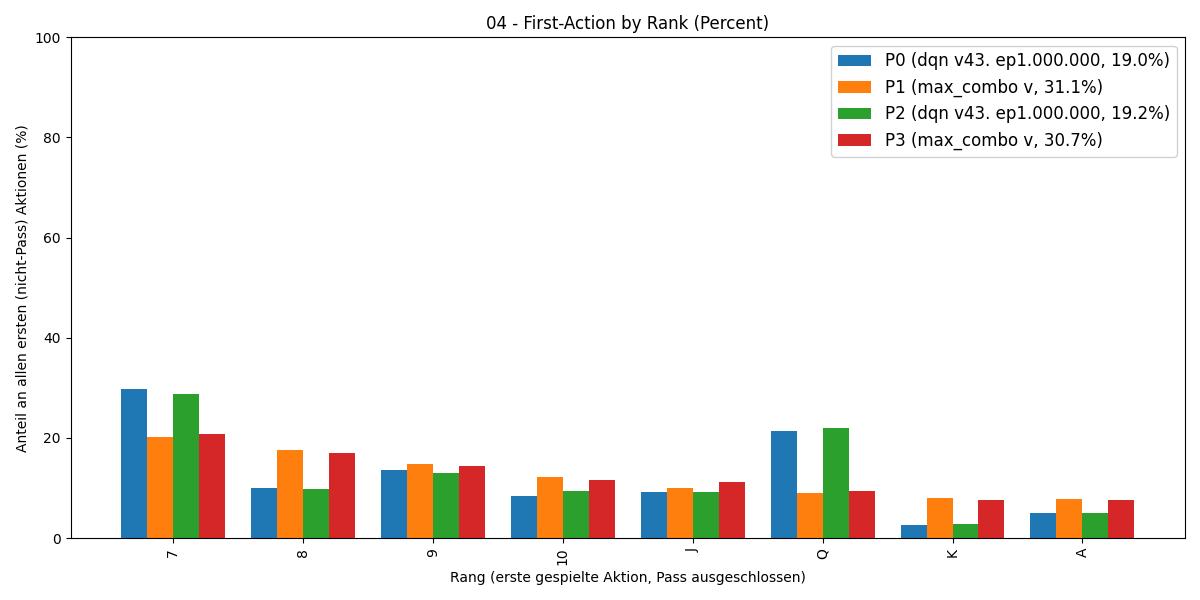 04 - First-Action by Rank (Percent)
P0 (dqn v43. ep1.000.000, 19.0%)
P1 (max_combo v, 31.1%)
P2 (dqn v43. ep1.000.000, 19.2%)
P3 (max_combo v, 30.7%)
Anteil an allen ersten (nicht-Pass) Aktionen (%)
100
80
60
40
20
0
7 8 9 10 J Q K A
Rang (erste gespielte Aktion, Pass ausgeschlossen)